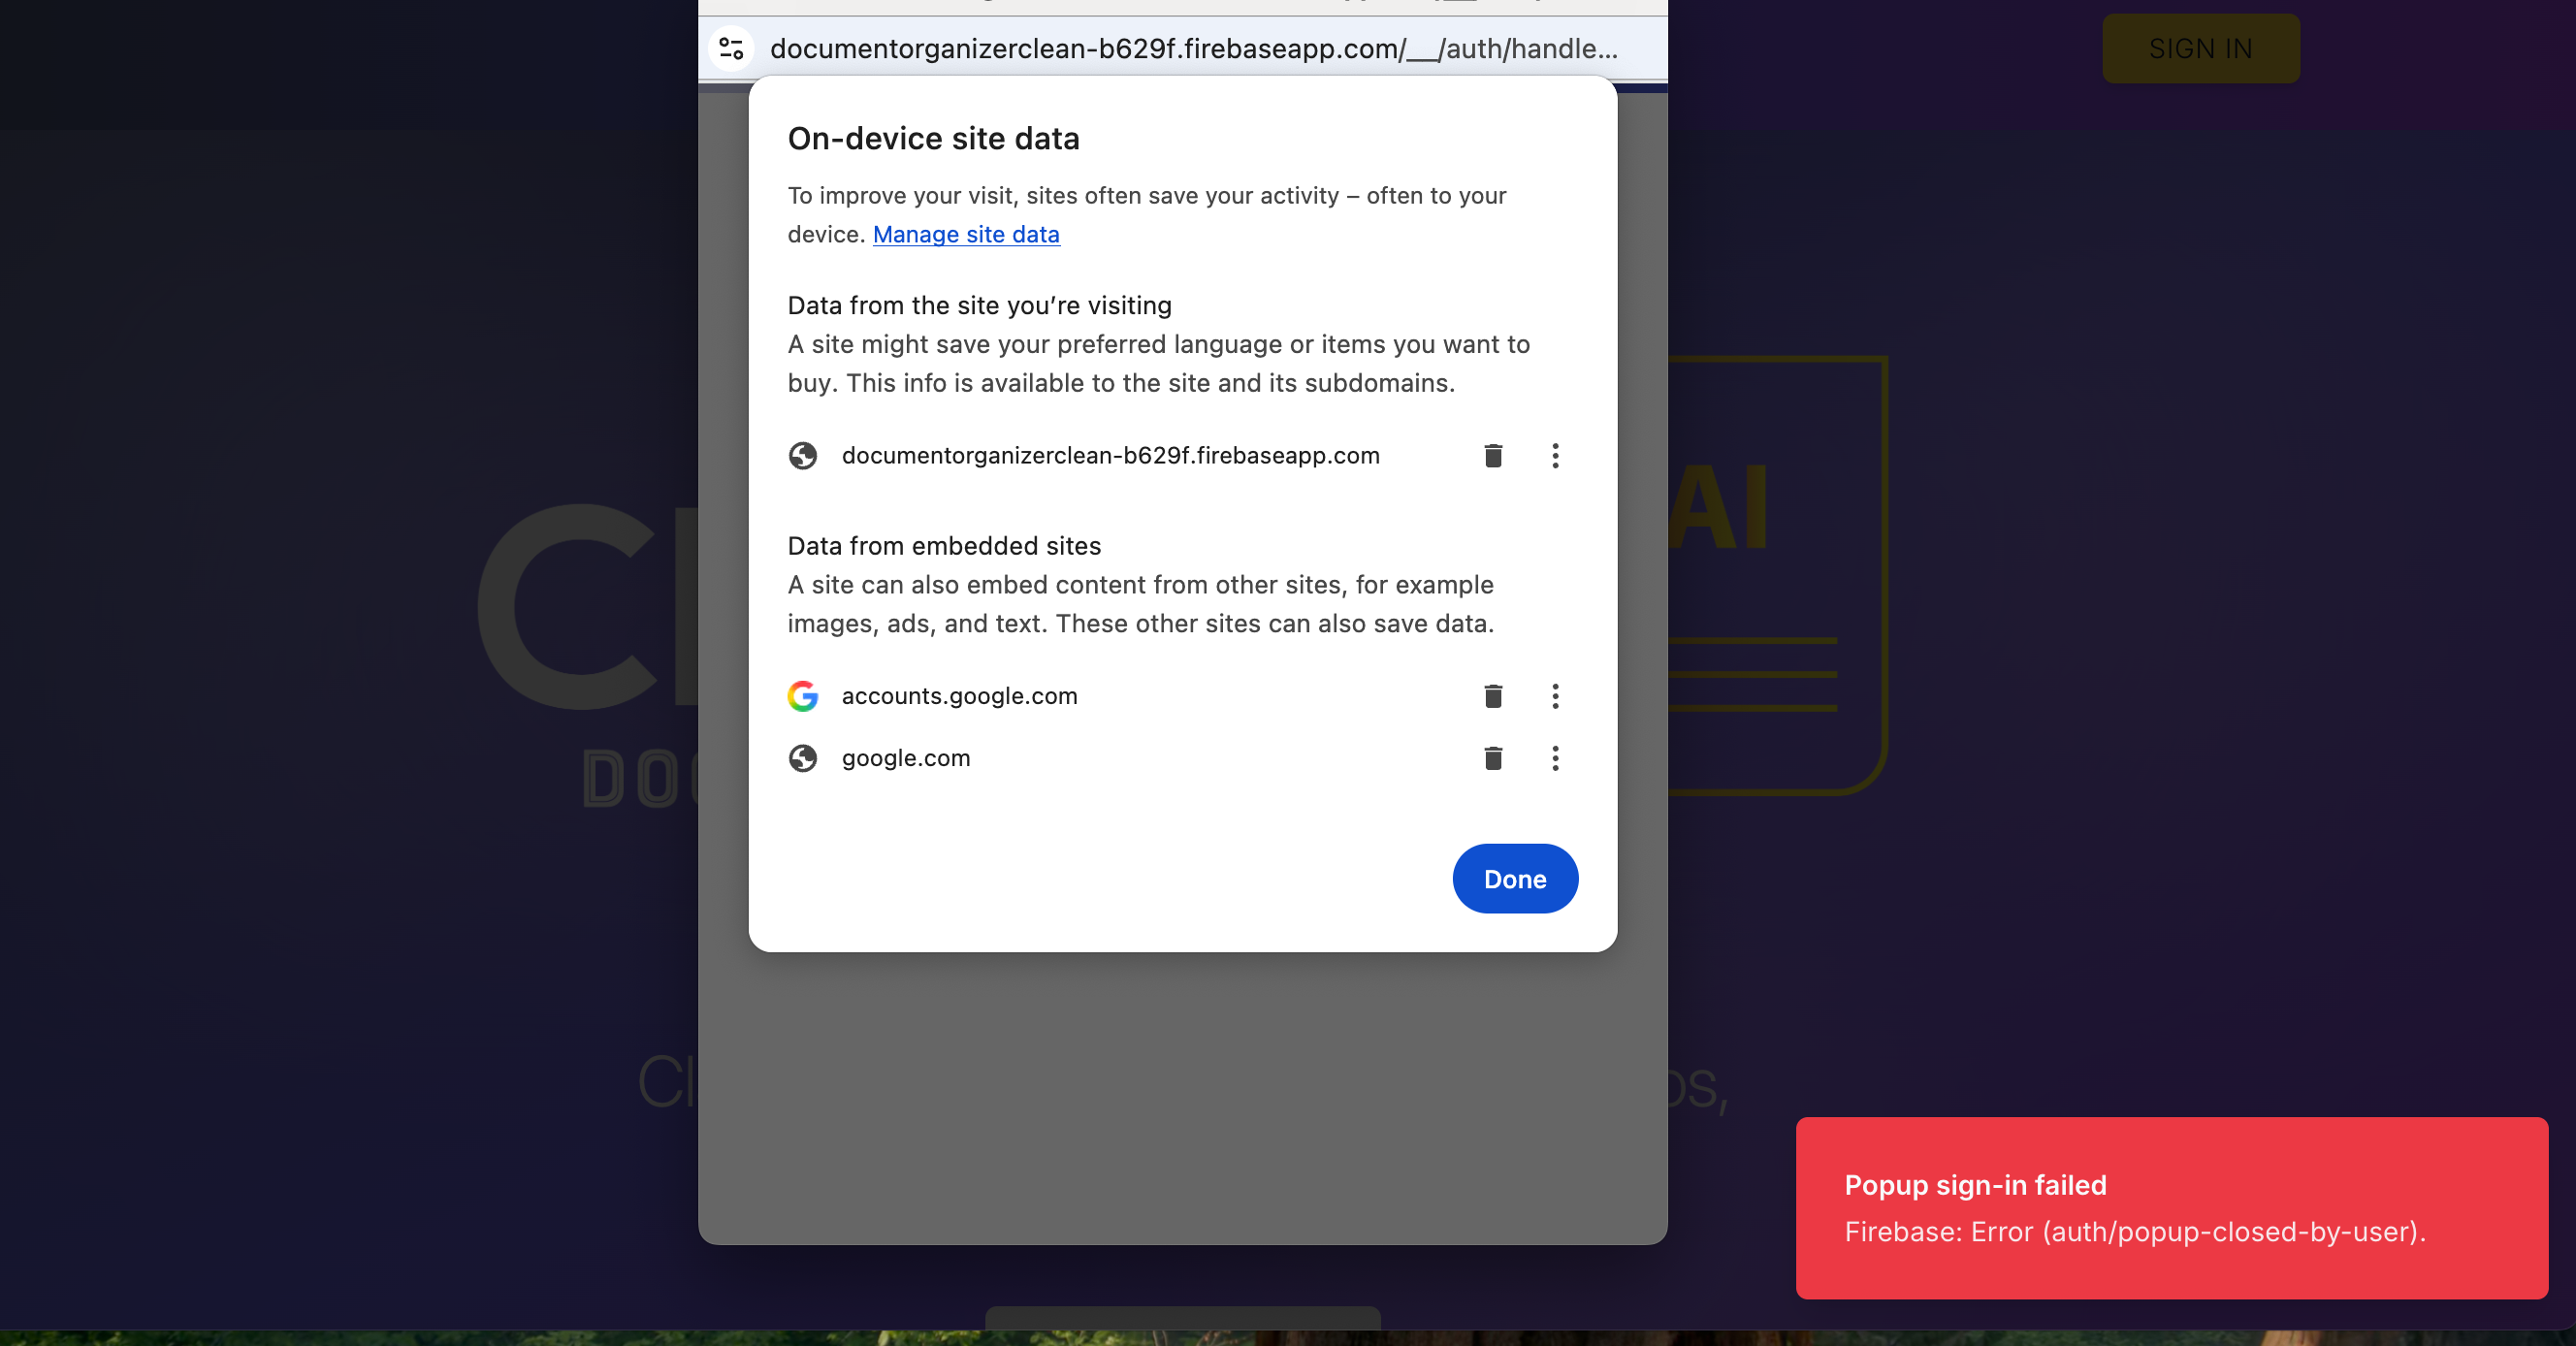 documentorganizerclean-b629f.firebaseapp.com/__/auth/handle...
SIGN IN
On-device site data
To improve your visit, sites often save your activity – often to your
device. Manage site data
Data from the site you’re visiting
A site might save your preferred language or items you want to
buy. This info is available to the site and its subdomains.
documentorganizerclean-b629f.firebaseapp.com
Data from embedded sites
A site can also embed content from other sites, for example
images, ads, and text. These other sites can also save data.
accounts.google.com
google.com
Done
AI
Popup sign-in failed
Firebase: Error (auth/popup-closed-by-user).